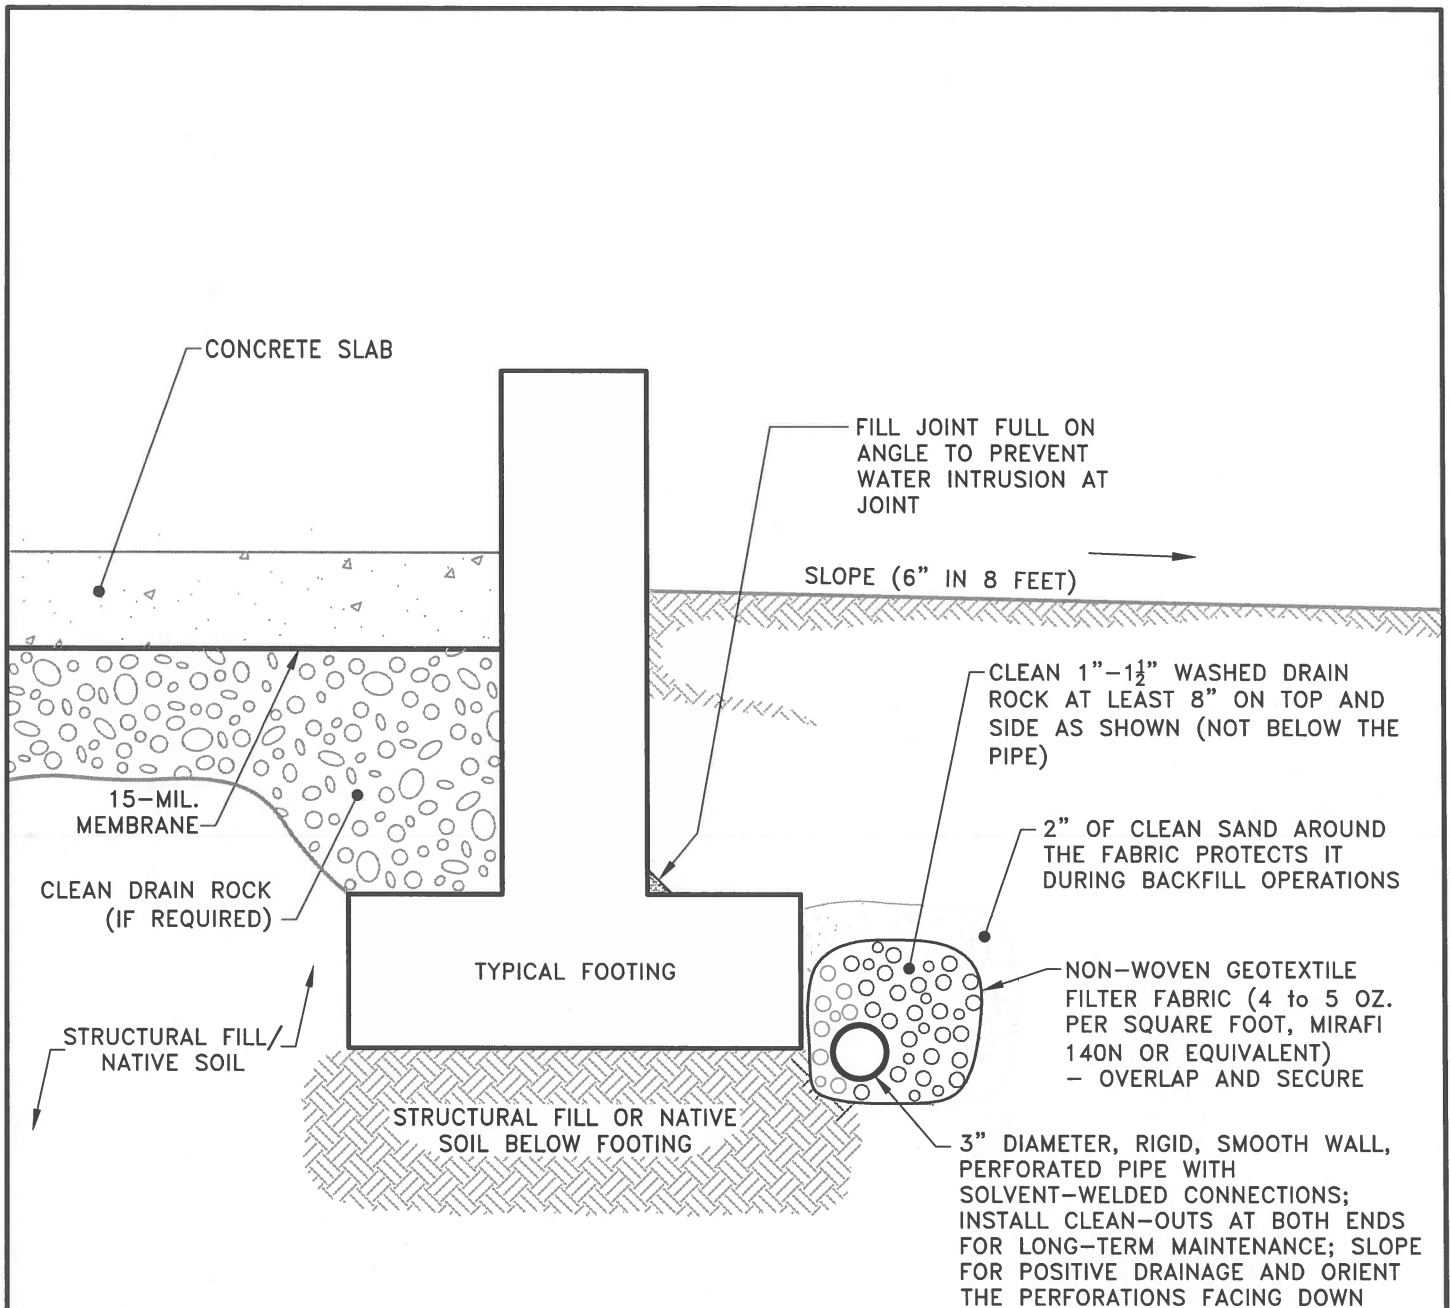 CONCRETE SLAB
FILL JOINT FULL ON
ANGLE TO PREVENT
WATER INTRUSION AT
JOINT
SLOPE (6" IN 8 FEET)
CLEAN 1"-1½" WASHED DRAIN
ROCK AT LEAST 8" ON TOP AND
SIDE AS SHOWN (NOT BELOW THE
PIPE)
15-MIL.
MEMBRANE
2" OF CLEAN SAND AROUND
THE FABRIC PROTECTS IT
DURING BACKFILL OPERATIONS
CLEAN DRAIN ROCK
(IF REQUIRED)
TYPICAL FOOTING
NON-WOVEN GEOTEXTILE
FILTER FABRIC (4 to 5 OZ.
PER SQUARE FOOT, MIRAFI
140N OR EQUIVALENT)
- OVERLAP AND SECURE
STRUCTURAL FILL/
NATIVE SOIL
STRUCTURAL FILL OR NATIVE
SOIL BELOW FOOTING
3" DIAMETER, RIGID, SMOOTH WALL,
PERFORATED PIPE WITH
SOLVENT-WELDED CONNECTIONS;
INSTALL CLEAN-OUTS AT BOTH ENDS
FOR LONG-TERM MAINTENANCE; SLOPE
FOR POSITIVE DRAINAGE AND ORIENT
THE PERFORATIONS FACING DOWN